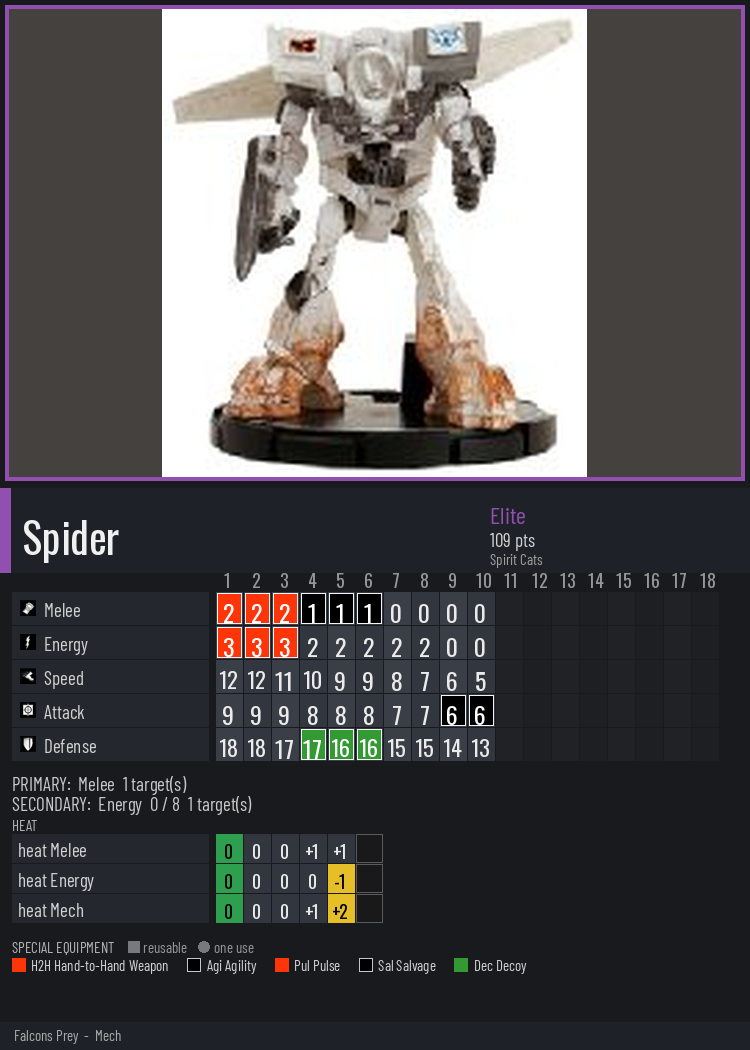 Spider
Elite
109 pts
Spirit Cats
1 2 3 4 5 6 7 8 9 10 11 12 13 14 15 16 17 18
Melee 2 2 2 1 1 1 0 0 0 0
Energy 3 3 3 2 2 2 2 2 0 0
Speed 12 12 11 10 9 9 8 7 6 5
Attack 9 9 9 8 8 8 7 7 6 6
Defense 18 18 17 17 16 16 15 15 14 13
PRIMARY: Melee 1 target(s)
SECONDARY: Energy 0 / 8 1 target(s)
HEAT
heat Melee 0 0 0 +1 +1
heat Energy 0 0 0 0 -1
heat Mech 0 0 0 +1 +2
SPECIAL EQUIPMENT reusable one use
H2H Hand-to-Hand Weapon Agi Agility Pul Pulse Sal Salvage Dec Decoy
Falcons Prey - Mech